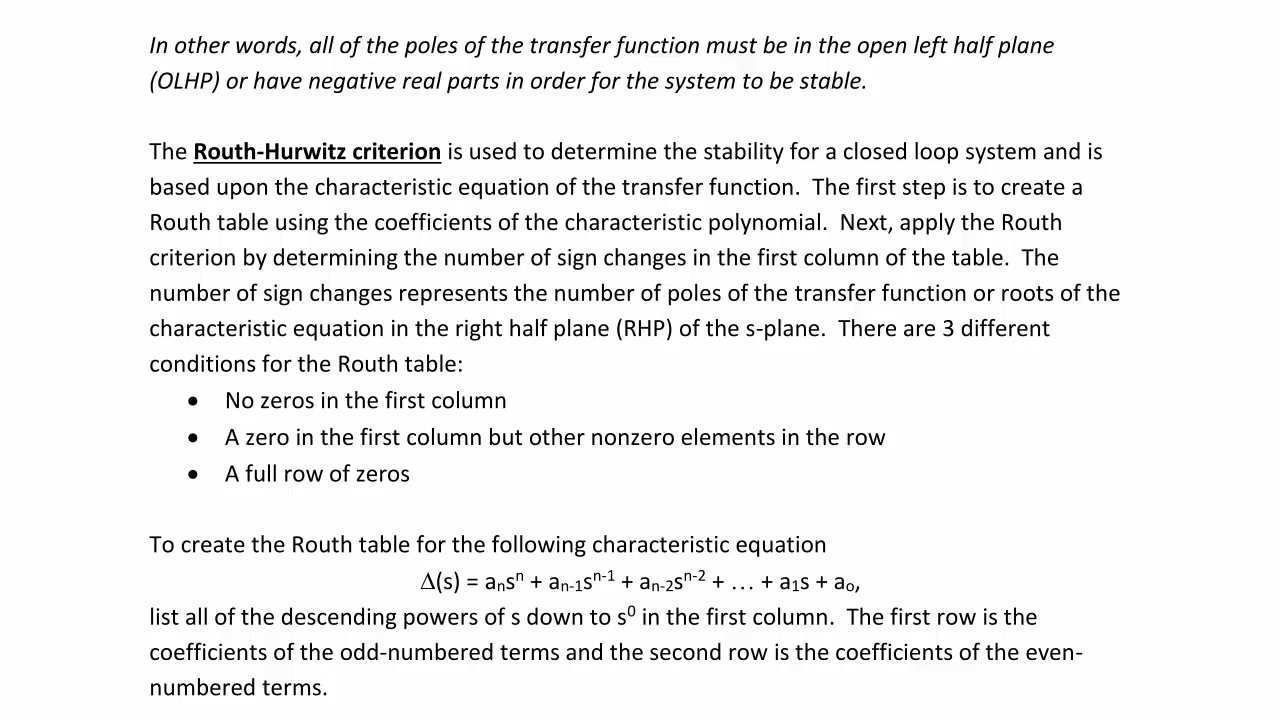 In other words, all of the poles of the transfer function must be in the open left half plane
(OLHP) or have negative real parts in order for the system to be stable.
The Routh-Hurwitz criterion is used to determine the stability for a closed loop system and is
based upon the characteristic equation of the transfer function.  The first step is to create a
Routh table using the coefficients of the characteristic polynomial.  Next, apply the Routh
criterion by determining the number of sign changes in the first column of the table.  The
number of sign changes represents the number of poles of the transfer function or roots of the
characteristic equation in the right half plane (RHP) of the s-plane.  There are 3 different
conditions for the Routh table:
• No zeros in the first column
• A zero in the first column but other nonzero elements in the row
• A full row of zeros
To create the Routh table for the following characteristic equation
Δ(s) = aₙsⁿ + aₙ₋₁sⁿ⁻¹ + aₙ₋₂sⁿ⁻² + … + a₁s + aₒ,
list all of the descending powers of s down to s⁰ in the first column.  The first row is the
coefficients of the odd-numbered terms and the second row is the coefficients of the even-
numbered terms.